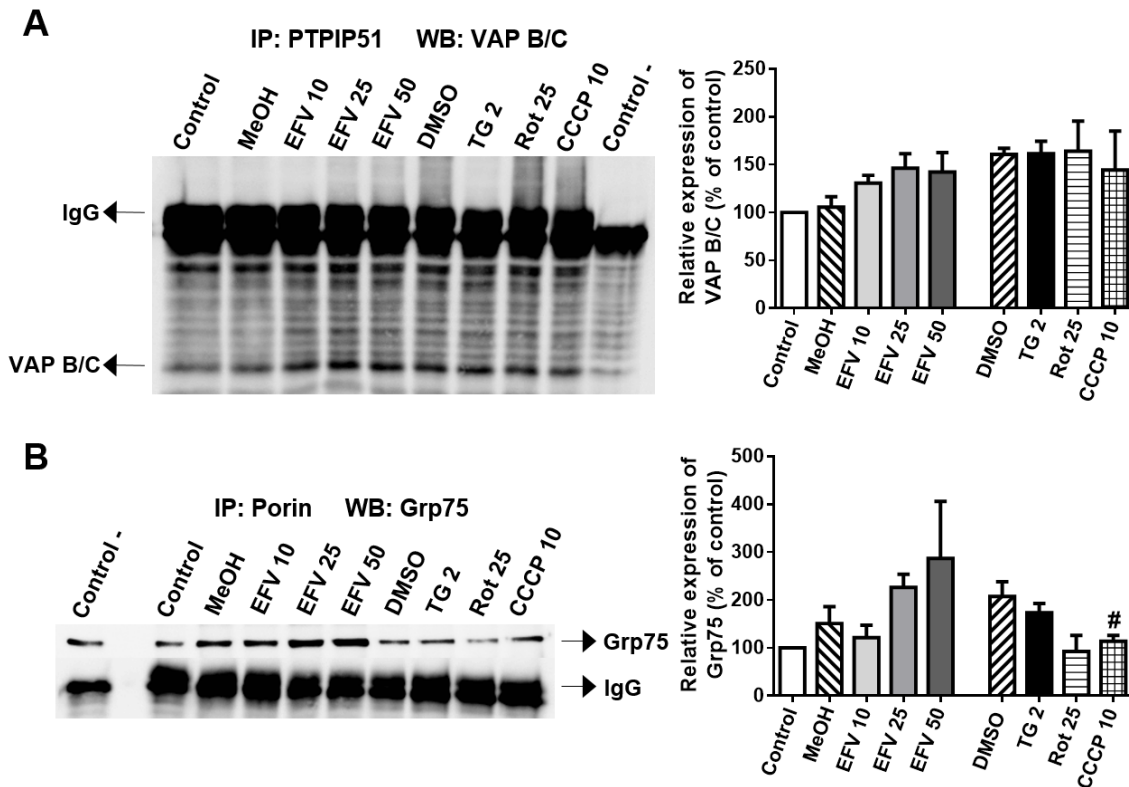 A
IP: PTPIP51 WB: VAP B/C
Control MeOH EFV 10 EFV 25 EFV 50 DMSO TG 2 Rot 25 CCCP 10 Control -
IgG
VAP B/C
Relative expression of
VAP B/C (% of control)
250
200
150
100
50
0
Control MeOH EFV 10 EFV 25 EFV 50 DMSO TG 2 Rot 25 CCCP 10
B
IP: Porin WB: Grp75
Control - Control MeOH EFV 10 EFV 25 EFV 50 DMSO TG 2 Rot 25 CCCP 10
Grp75
IgG
Relative expression of
Grp75 (% of control)
500
400
300
200
100
0
#
Control MeOH EFV 10 EFV 25 EFV 50 DMSO TG 2 Rot 25 CCCP 10